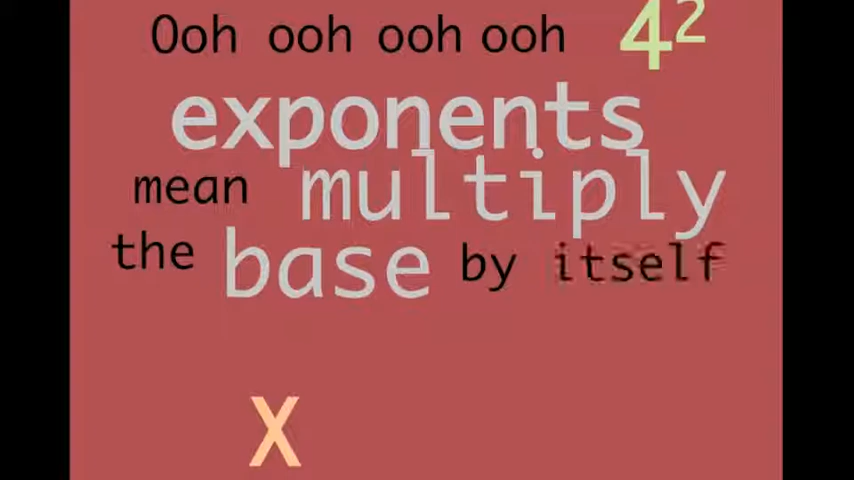 Ooh ooh ooh ooh 4²
exponents
mean multiply
the base by itself
X